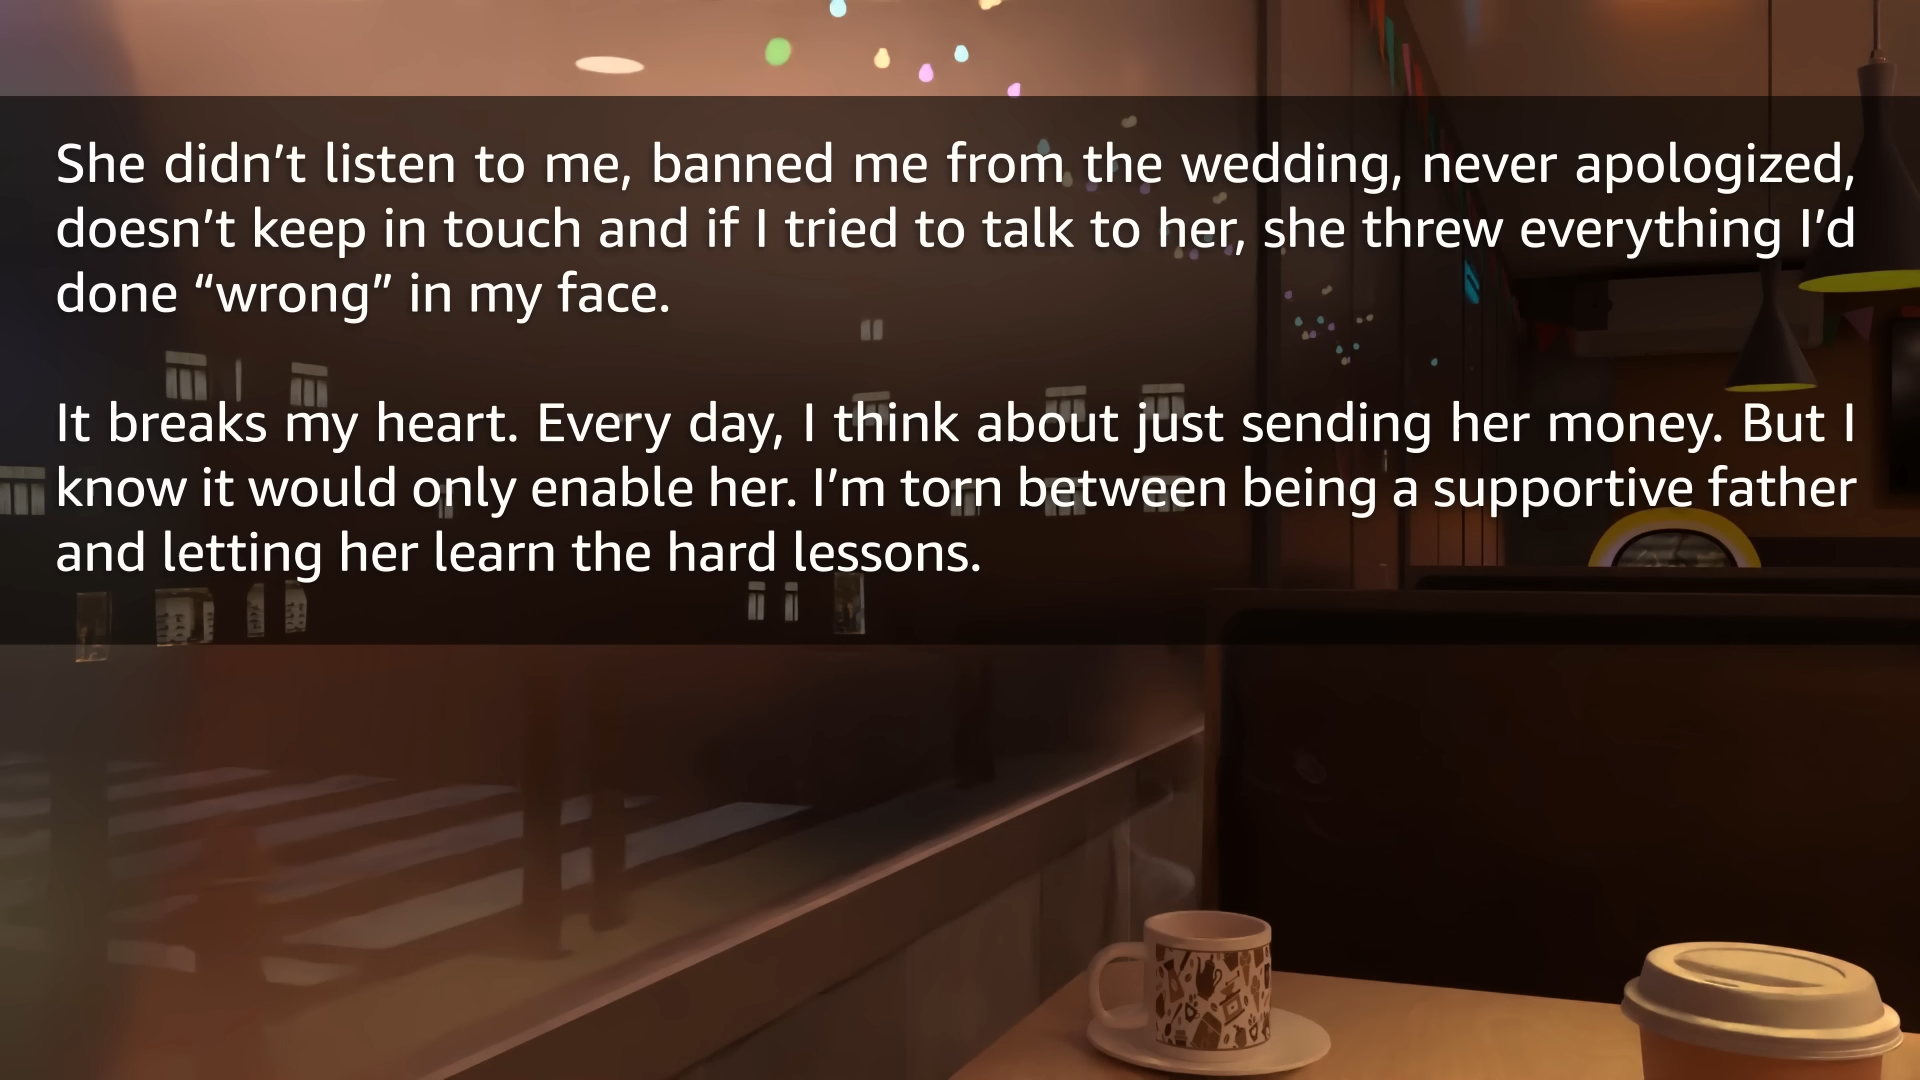 She didn’t listen to me, banned me from the wedding, never apologized,
doesn’t keep in touch and if I tried to talk to her, she threw everything I’d
done “wrong” in my face.
It breaks my heart. Every day, I think about just sending her money. But I
know it would only enable her. I’m torn between being a supportive father
and letting her learn the hard lessons.